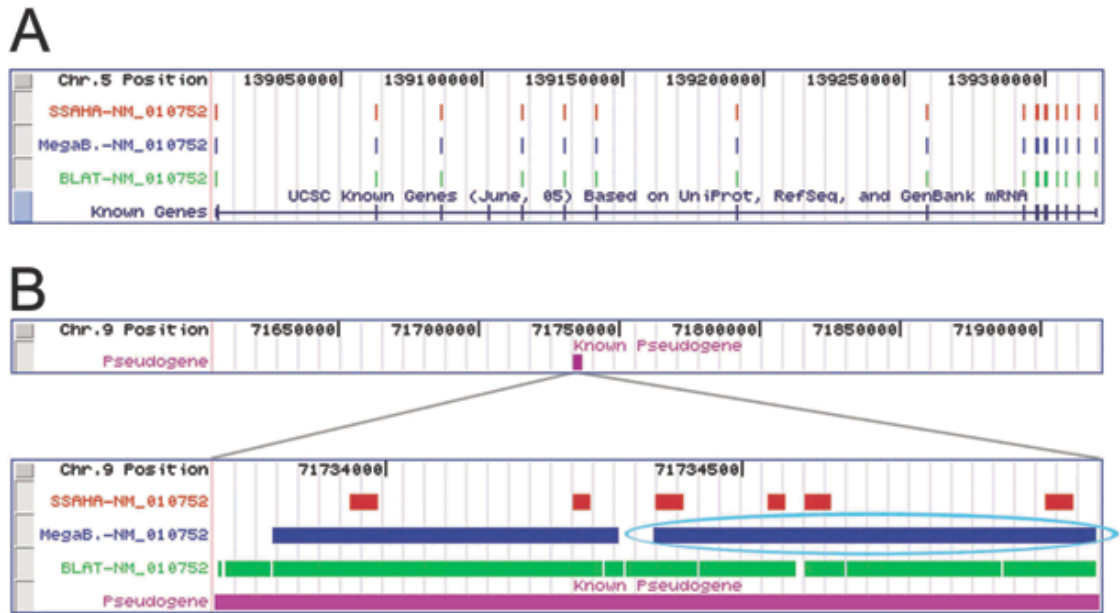 A
Chr.5 Position 139050000| 139100000| 139150000| 139200000| 139250000| 139300000|
SSAHA-NM_010752
MegaB.-NM_010752
BLAT-NM_010752
UCSC Known Genes (June, 05) Based on UniProt, RefSeq, and GenBank mRNA
Known Genes
B
Chr.9 Position 71650000| 71700000| 71750000| 71800000| 71850000| 71900000|
Known Pseudogene
Pseudogene
Chr.9 Position 71734000| 71734500|
SSAHA-NM_010752
MegaB.-NM_010752
BLAT-NM_010752
Known Pseudogene
Pseudogene